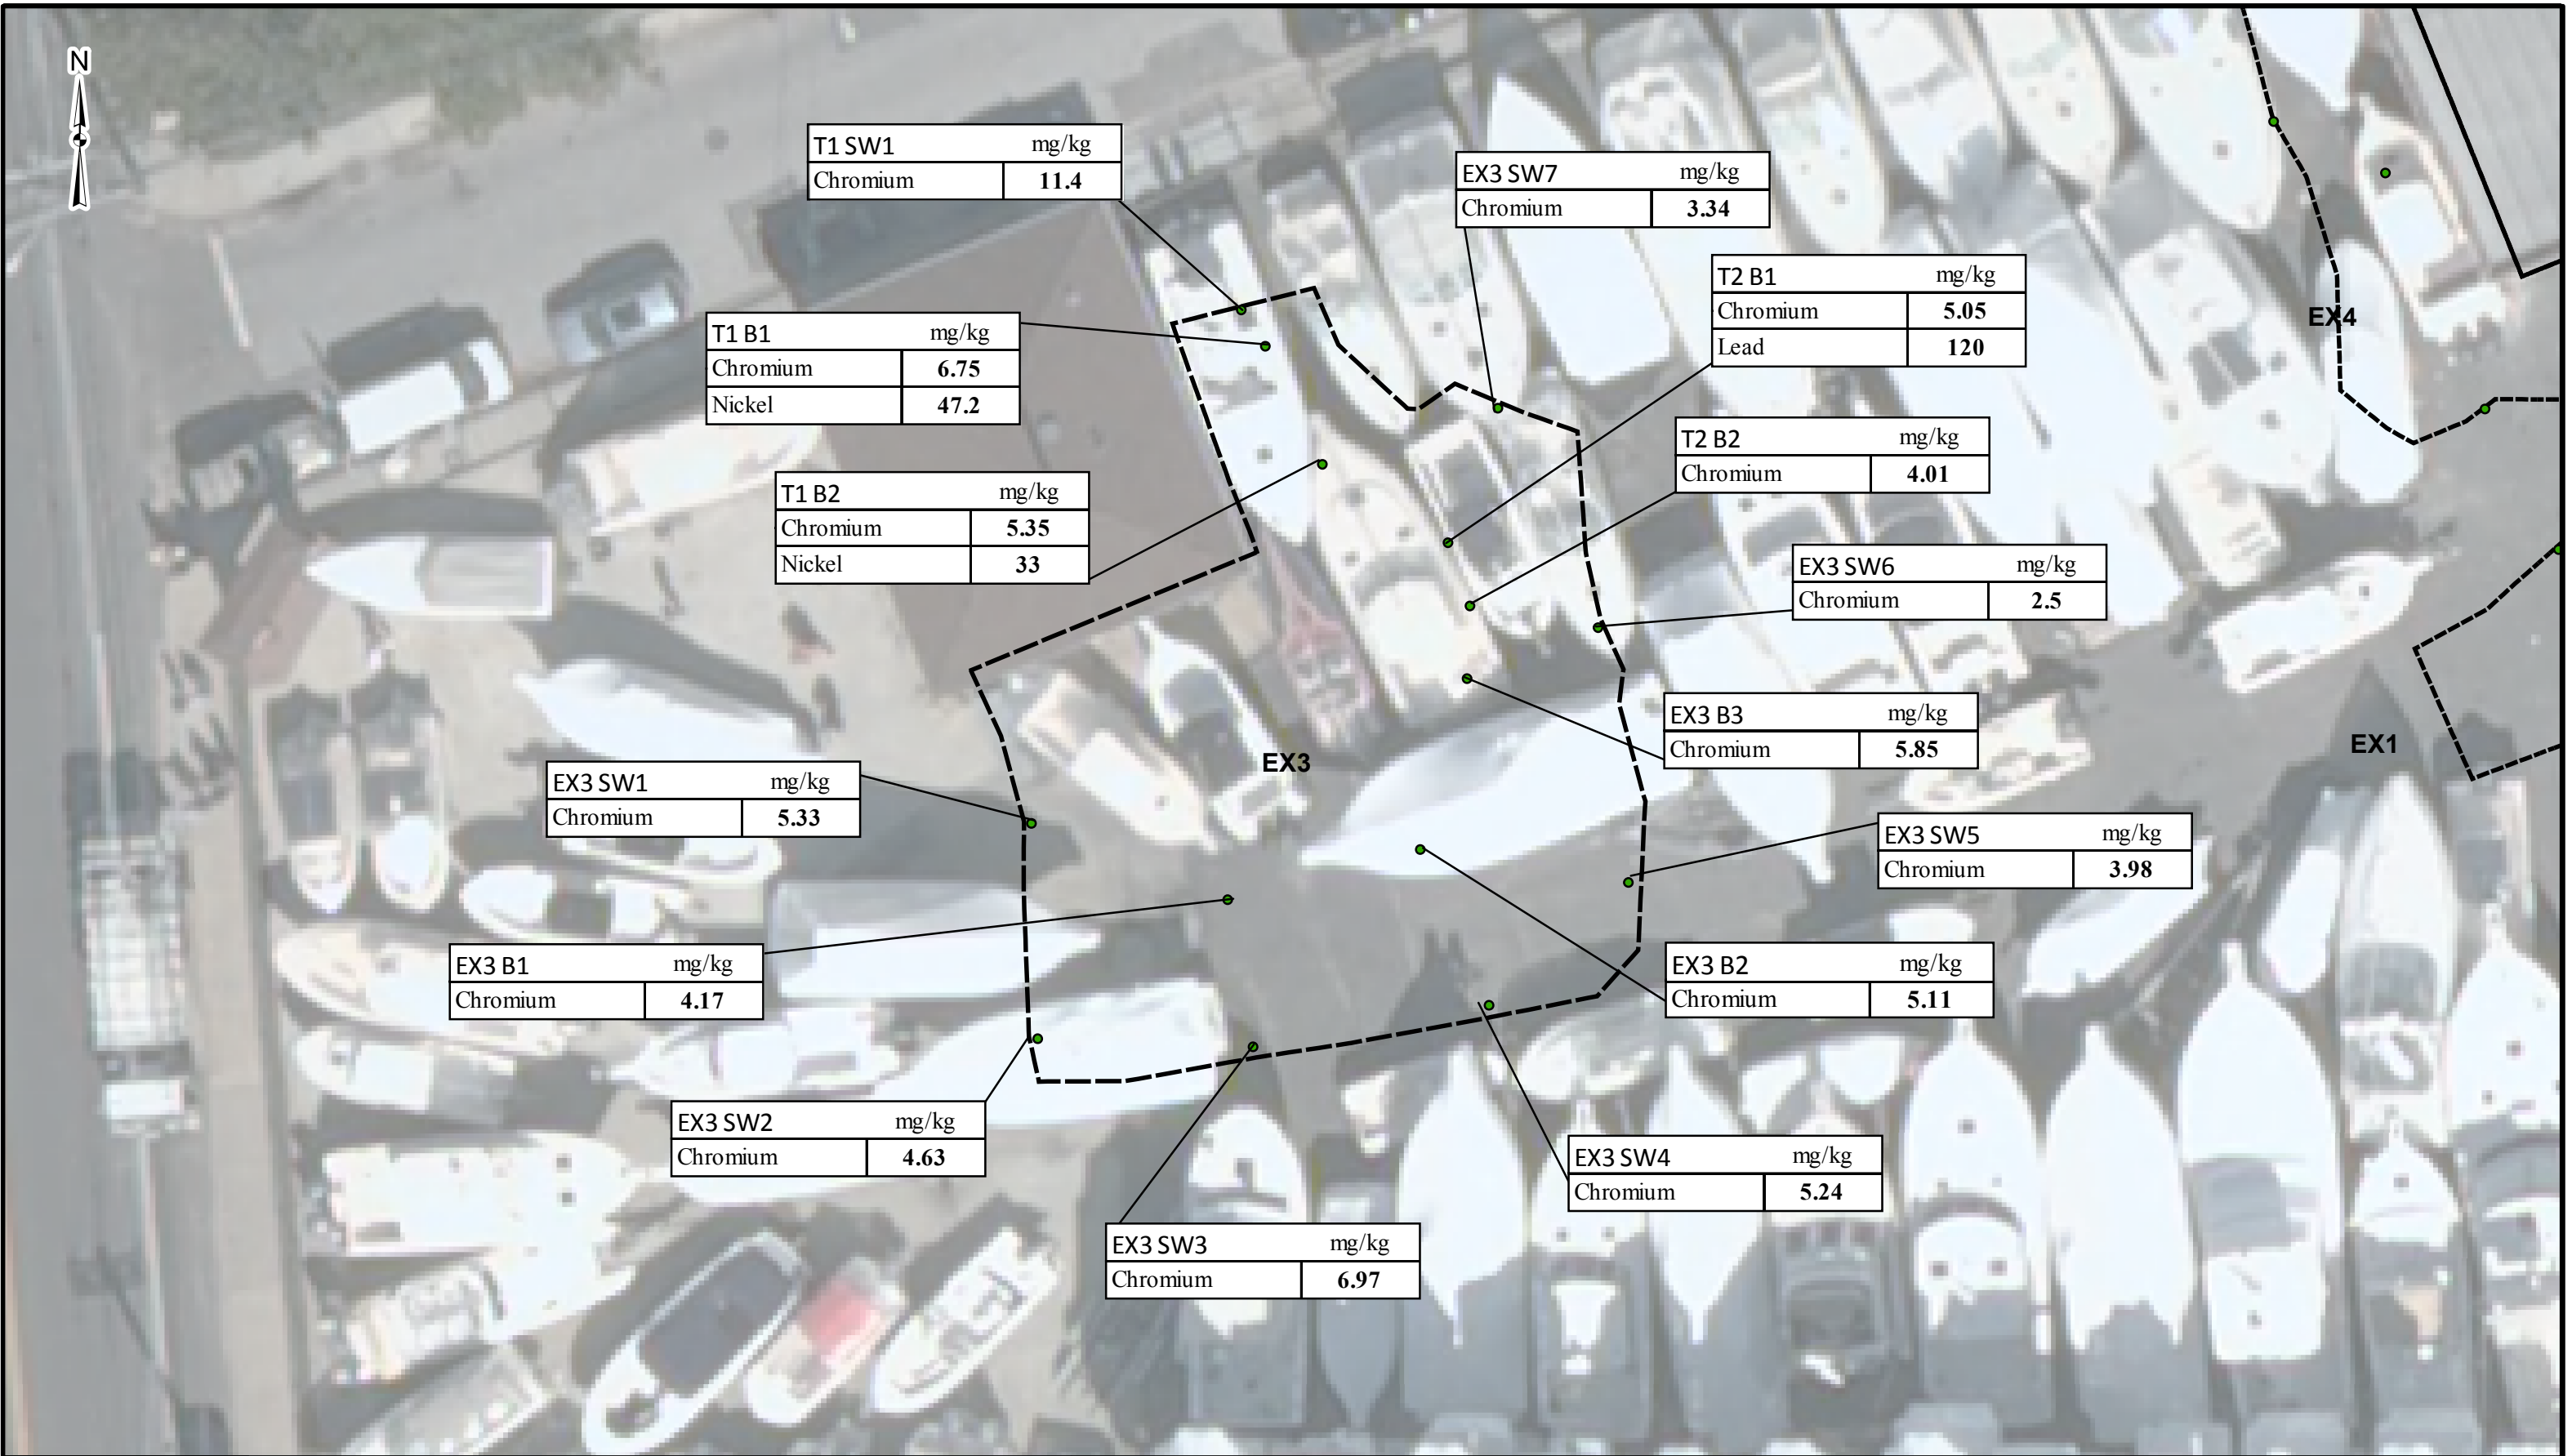 N
T1 SW1 mg/kg
Chromium 11.4
EX3 SW7 mg/kg
Chromium 3.34
T2 B1 mg/kg
Chromium 5.05
Lead 120
EX4
T1 B1 mg/kg
Chromium 6.75
Nickel 47.2
T2 B2 mg/kg
Chromium 4.01
T1 B2 mg/kg
Chromium 5.35
Nickel 33
EX3 SW6 mg/kg
Chromium 2.5
EX3 B3 mg/kg
Chromium 5.85
EX1
EX3
EX3 SW1 mg/kg
Chromium 5.33
EX3 SW5 mg/kg
Chromium 3.98
EX3 B1 mg/kg
Chromium 4.17
EX3 B2 mg/kg
Chromium 5.11
EX3 SW2 mg/kg
Chromium 4.63
EX3 SW4 mg/kg
Chromium 5.24
EX3 SW3 mg/kg
Chromium 6.97